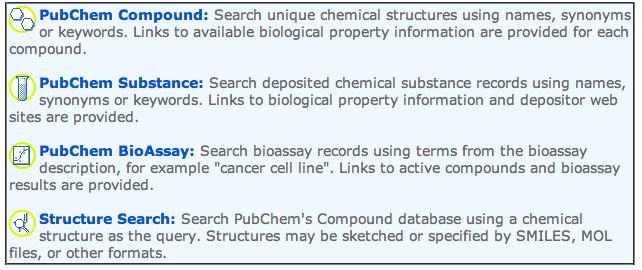 PubChem Compound: Search unique chemical structures using names, synonyms
or keywords. Links to available biological property information are provided for each
compound.
PubChem Substance: Search deposited chemical substance records using names,
synonyms or keywords. Links to biological property information and depositor web
sites are provided.
PubChem BioAssay: Search bioassay records using terms from the bioassay
description, for example "cancer cell line". Links to active compounds and bioassay
results are provided.
Structure Search: Search PubChem's Compound database using a chemical
structure as the query. Structures may be sketched or specified by SMILES, MOL
files, or other formats.